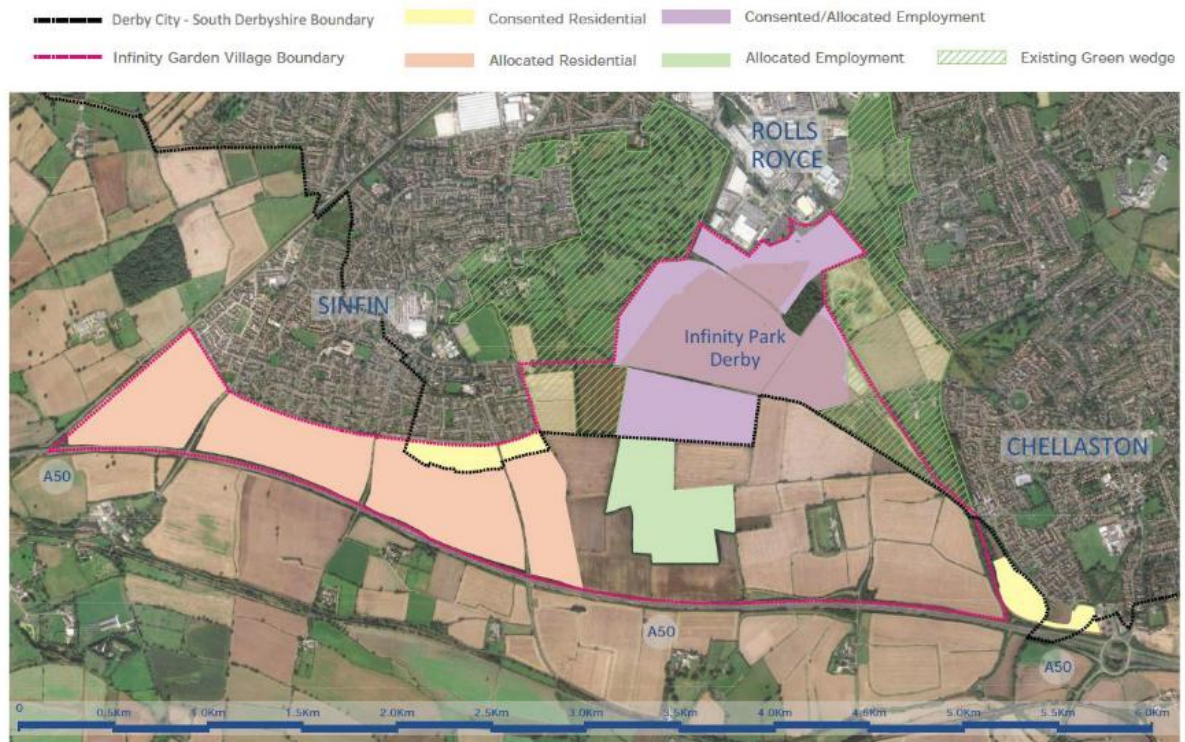 Derby City - South Derbyshire Boundary
Consented Residential
Consented/Allocated Employment
Infinity Garden Village Boundary
Allocated Residential
Allocated Employment
Existing Green wedge
ROLLS
ROYCE
SINFIN
Infinity Park
Derby
CHELLASTON
A50
A50
A50
0
0.5Km
1.0Km
1.5Km
2.0Km
2.5Km
3.0Km
3.5Km
4.0Km
4.5Km
5.0Km
5.5Km
6.0Km